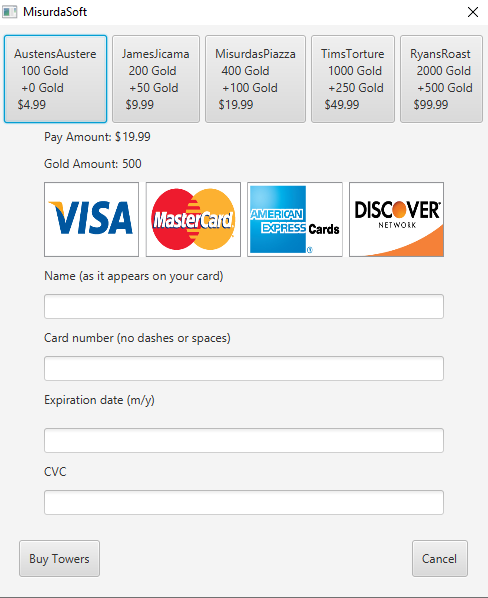 MisurdaSoft
AustensAustere
100 Gold
+0 Gold
$4.99
JamesJicama
200 Gold
+50 Gold
$9.99
MisurdasPiazza
400 Gold
+100 Gold
$19.99
TimsTorture
1000 Gold
+250 Gold
$49.99
RyansRoast
2000 Gold
+500 Gold
$99.99
Pay Amount: $19.99
Gold Amount: 500
VISA
MasterCard
AMERICAN
EXPRESS Cards
®
DISCOVER
NETWORK
Name (as it appears on your card)
Card number (no dashes or spaces)
Expiration date (m/y)
CVC
Buy Towers
Cancel